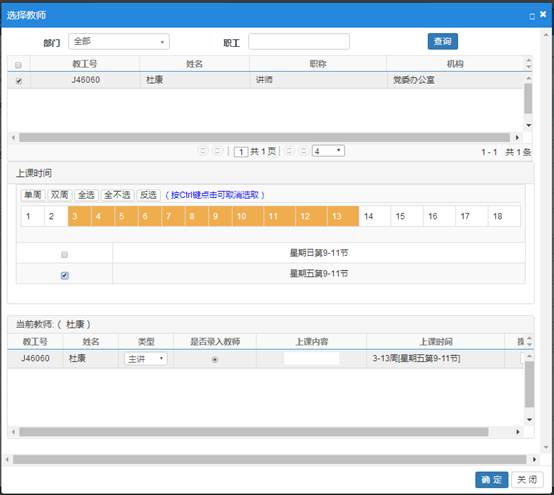 选择教师
部门 全部 职工 查询
教工号 姓名 职称 机构
J46060 杜康 讲师 党委办公室
1 共 1 页 4 1 - 1 共 1 条
上课时间
单周 双周 全选 全不选 反选 （按Ctrl键点击可取消选取）
1 2 3 4 5 6 7 8 9 10 11 12 13 14 15 16 17 18
星期日第9-11节
星期五第9-11节
当前教师:（ 杜康 ）
教工号 姓名 类型 是否录入教师 上课内容 上课时间
J46060 杜康 主讲 3-13周[星期五第9-11节]
确 定 关 闭